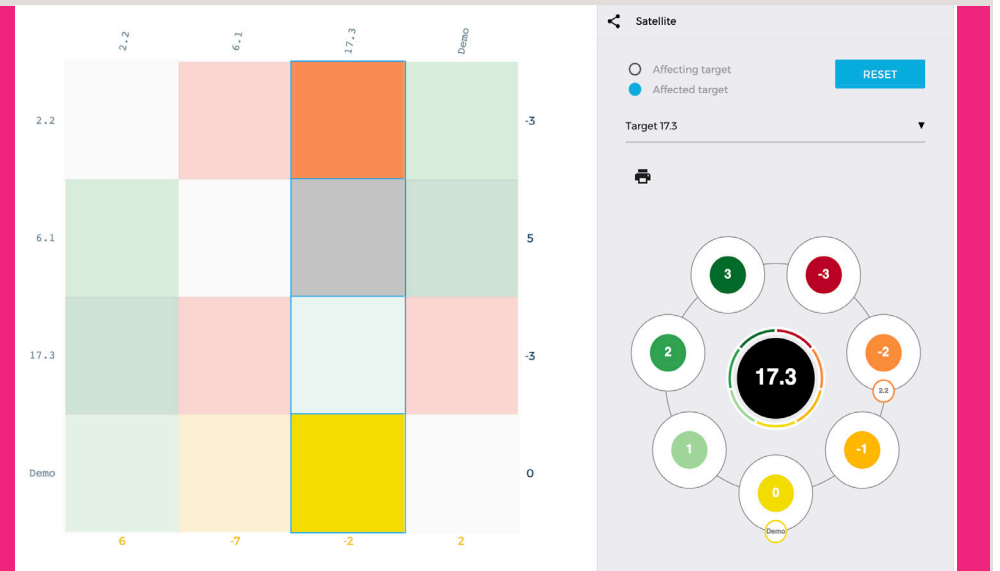 2.2
6.1
17.3
Demo
2.2
-3
6.1
5
17.3
-3
Demo
0
6
-7
-2
2
Satellite
Affecting target
Affected target
RESET
Target 17.3
3
-3
2
-2
17.3
2.2
1
-1
0
Demo